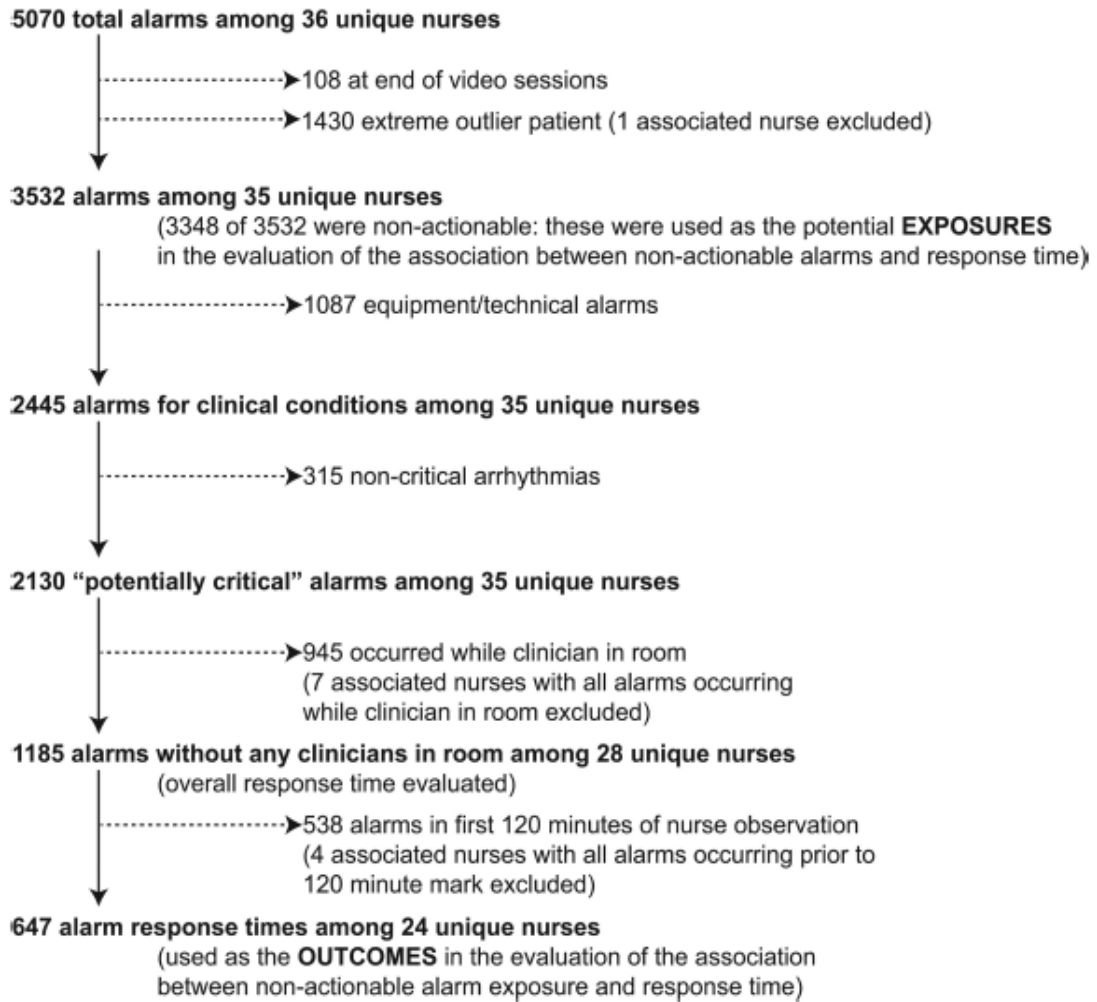 5070 total alarms among 36 unique nurses
108 at end of video sessions
1430 extreme outlier patient (1 associated nurse excluded)
3532 alarms among 35 unique nurses
(3348 of 3532 were non-actionable: these were used as the potential EXPOSURES
in the evaluation of the association between non-actionable alarms and response time)
1087 equipment/technical alarms
2445 alarms for clinical conditions among 35 unique nurses
315 non-critical arrhythmias
2130 “potentially critical” alarms among 35 unique nurses
945 occurred while clinician in room
(7 associated nurses with all alarms occurring
while clinician in room excluded)
1185 alarms without any clinicians in room among 28 unique nurses
(overall response time evaluated)
538 alarms in first 120 minutes of nurse observation
(4 associated nurses with all alarms occurring prior to
120 minute mark excluded)
647 alarm response times among 24 unique nurses
(used as the OUTCOMES in the evaluation of the association
between non-actionable alarm exposure and response time)